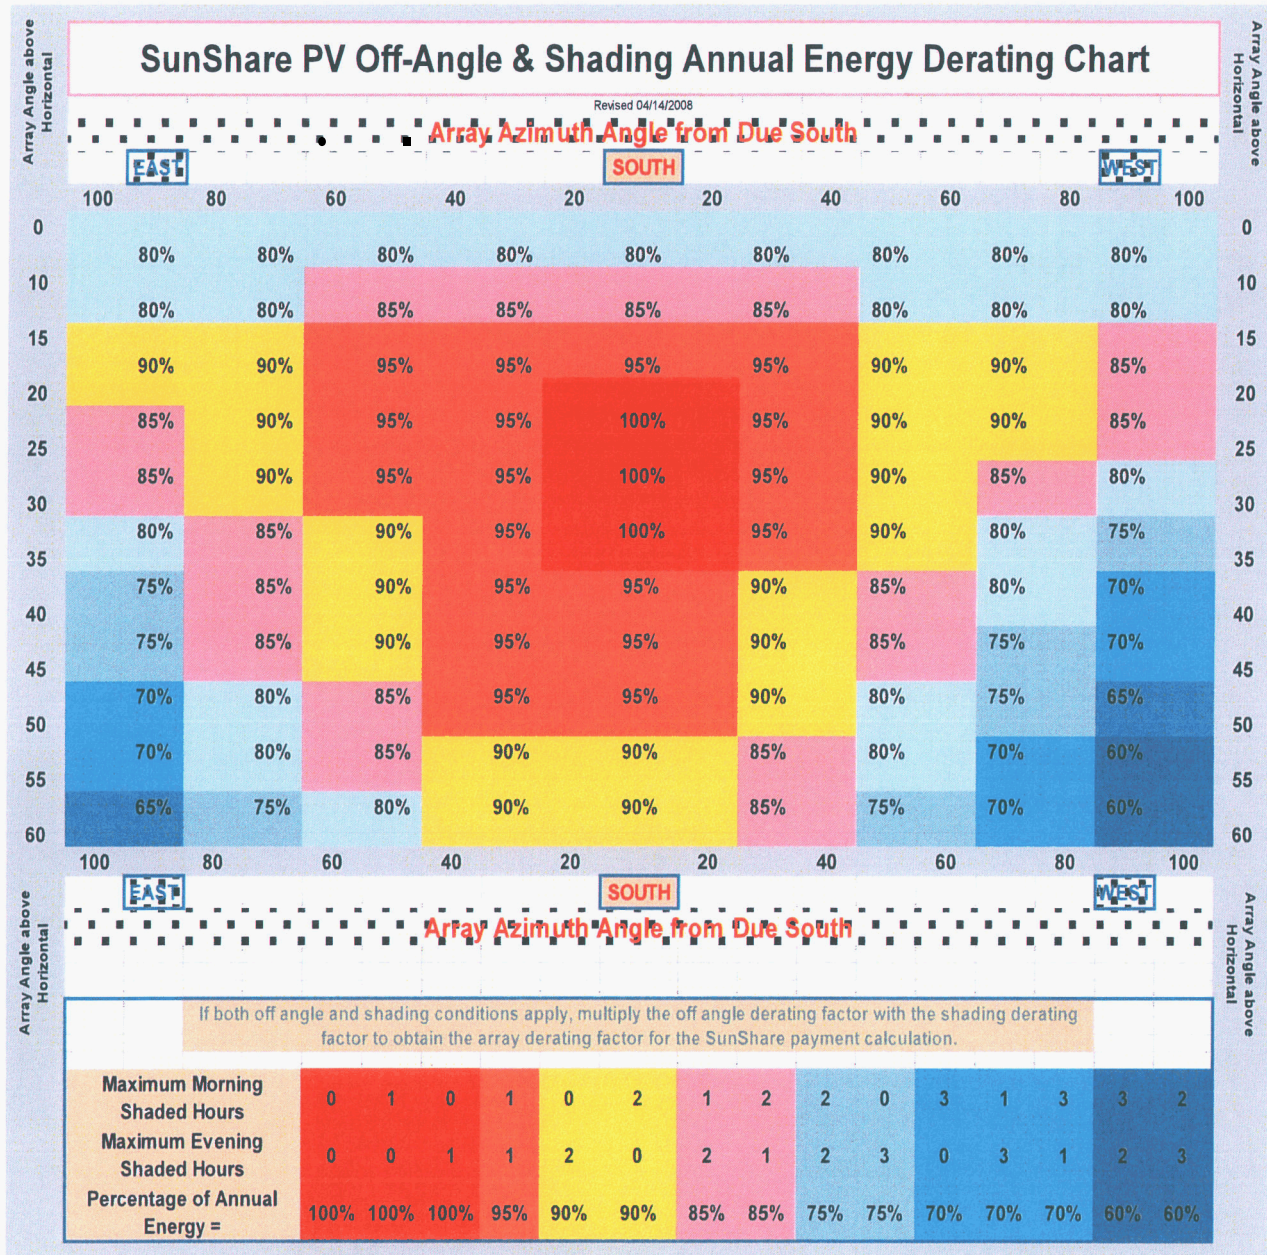 SunShare PV Off-Angle & Shading Annual Energy Derating Chart
Array Angle above
Horizontal
Array Angle above
Horizontal
Revised 04/14/2008
Array Azimuth Angle from Due South
EAST SOUTH WEST
100 80 60 40 20 20 40 60 80 100
0 0
80% 80% 80% 80% 80% 80% 80% 80% 80%
10 10
80% 80% 85% 85% 85% 85% 80% 80% 80%
15 15
90% 90% 95% 95% 95% 95% 90% 90% 85%
20 20
85% 90% 95% 95% 100% 95% 90% 90% 85%
25 25
85% 90% 95% 95% 100% 95% 90% 85% 80%
30 30
80% 85% 90% 95% 100% 95% 90% 80% 75%
35 35
75% 85% 90% 95% 95% 90% 85% 80% 70%
40 40
75% 85% 90% 95% 95% 90% 85% 75% 70%
45 45
70% 80% 85% 95% 95% 90% 80% 75% 65%
50 50
70% 80% 85% 90% 90% 85% 80% 70% 60%
55 55
65% 75% 80% 90% 90% 85% 75% 70% 60%
60 60
100 80 60 40 20 20 40 60 80 100
EAST SOUTH WEST
Array Azimuth Angle from Due South
Array Angle above
Horizontal
Array Angle above
Horizontal
If both off angle and shading conditions apply, multiply the off angle derating factor with the shading derating
factor to obtain the array derating factor for the SunShare payment calculation.
Maximum Morning
Shaded Hours
0 1 0 1 0 2 1 2 2 0 3 1 3 3 2
Maximum Evening
Shaded Hours
0 0 1 1 2 0 2 1 2 3 0 3 1 2 3
Percentage of Annual
Energy =
100% 100% 100% 95% 90% 90% 85% 85% 75% 75% 70% 70% 70% 60% 60%